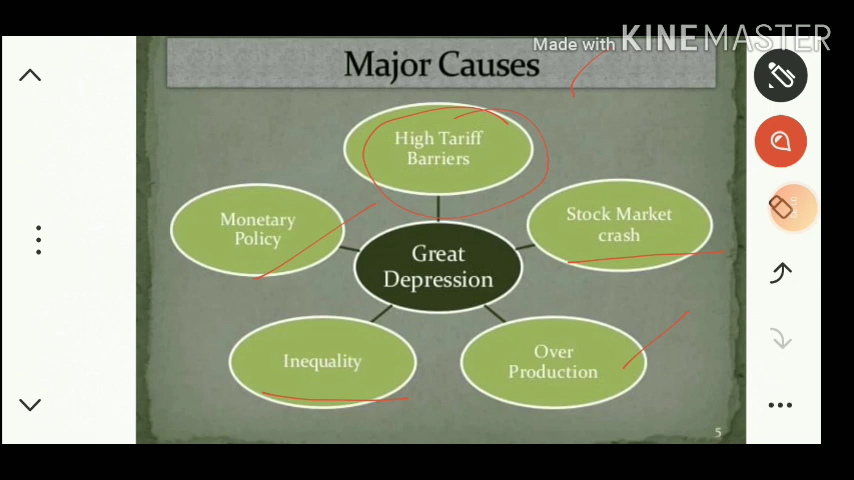 Made with KINEMASTER
Major Causes
High Tariff
Barriers
Monetary
Policy
Stock Market
crash
Great
Depression
Inequality
Over
Production
5